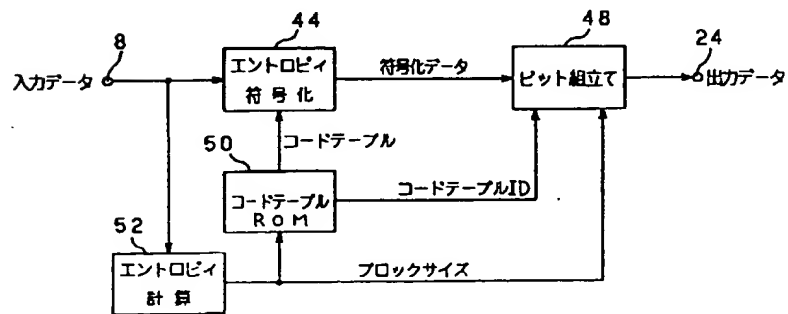 44
48
8
24
入力データ
エントロピィ
符号化
符号化データ
ビット組立て
出力データ
コードテーブル
50
コードテーブル
ROM
コードテーブルID
52
エントロピィ
計算
ブロックサイズ